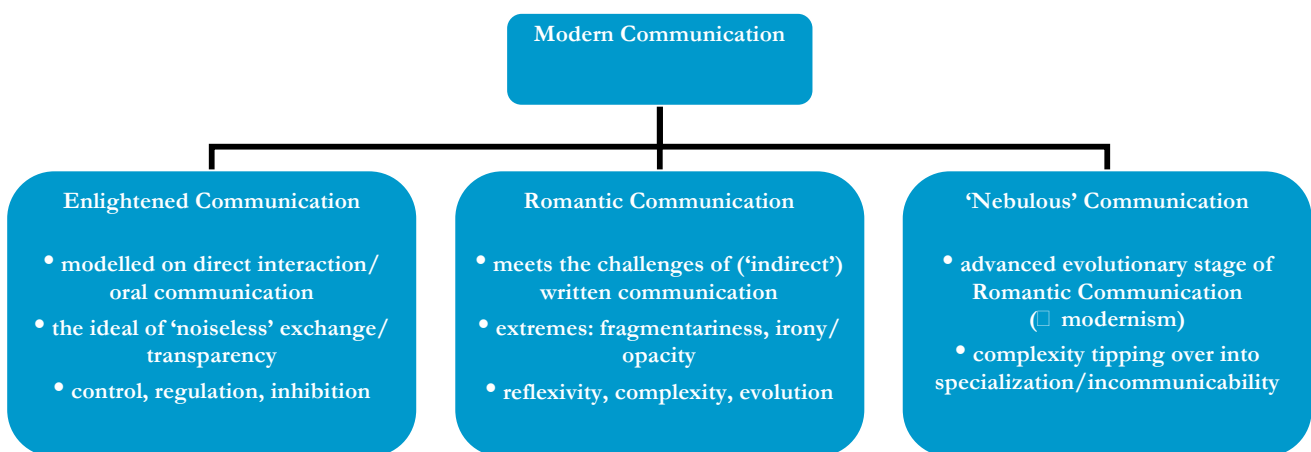 Modern Communication
Enlightened Communication
• modelled on direct interaction/
oral communication
• the ideal of ‘noiseless’ exchange/
transparency
• control, regulation, inhibition
Romantic Communication
• meets the challenges of (‘indirect’)
written communication
• extremes: fragmentariness, irony/
opacity
• reflexivity, complexity, evolution
‘Nebulous’ Communication
• advanced evolutionary stage of
Romantic Communication
(□ modernism)
• complexity tipping over into
specialization/incommunicability